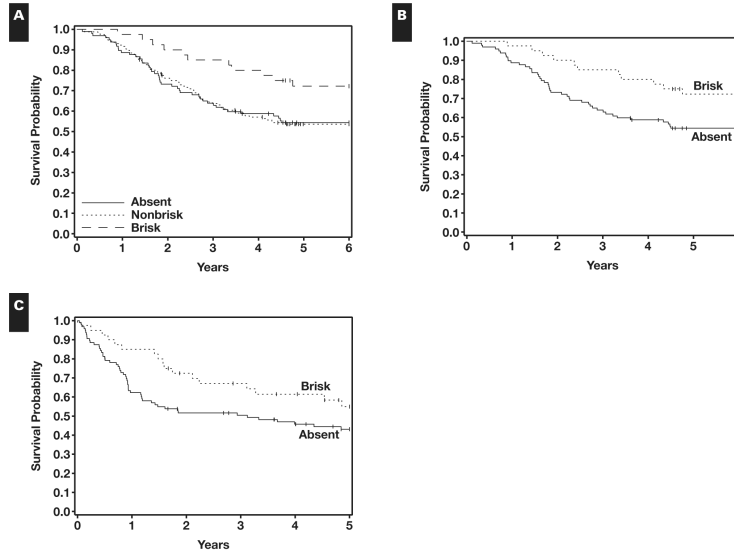 A
1.0
0.9
0.8
0.7
0.6
0.5
0.4
0.3
0.2
0.1
0.0
Survival Probability
Absent
Nonbrisk
Brisk
0 1 2 3 4 5 6
Years
B
1.0
0.9
0.8
0.7
0.6
0.5
0.4
0.3
0.2
0.1
0.0
Survival Probability
Brisk
Absent
0 1 2 3 4 5
Years
C
1.0
0.9
0.8
0.7
0.6
0.5
0.4
0.3
0.2
0.1
0.0
Survival Probability
Brisk
Absent
0 1 2 3 4 5
Years